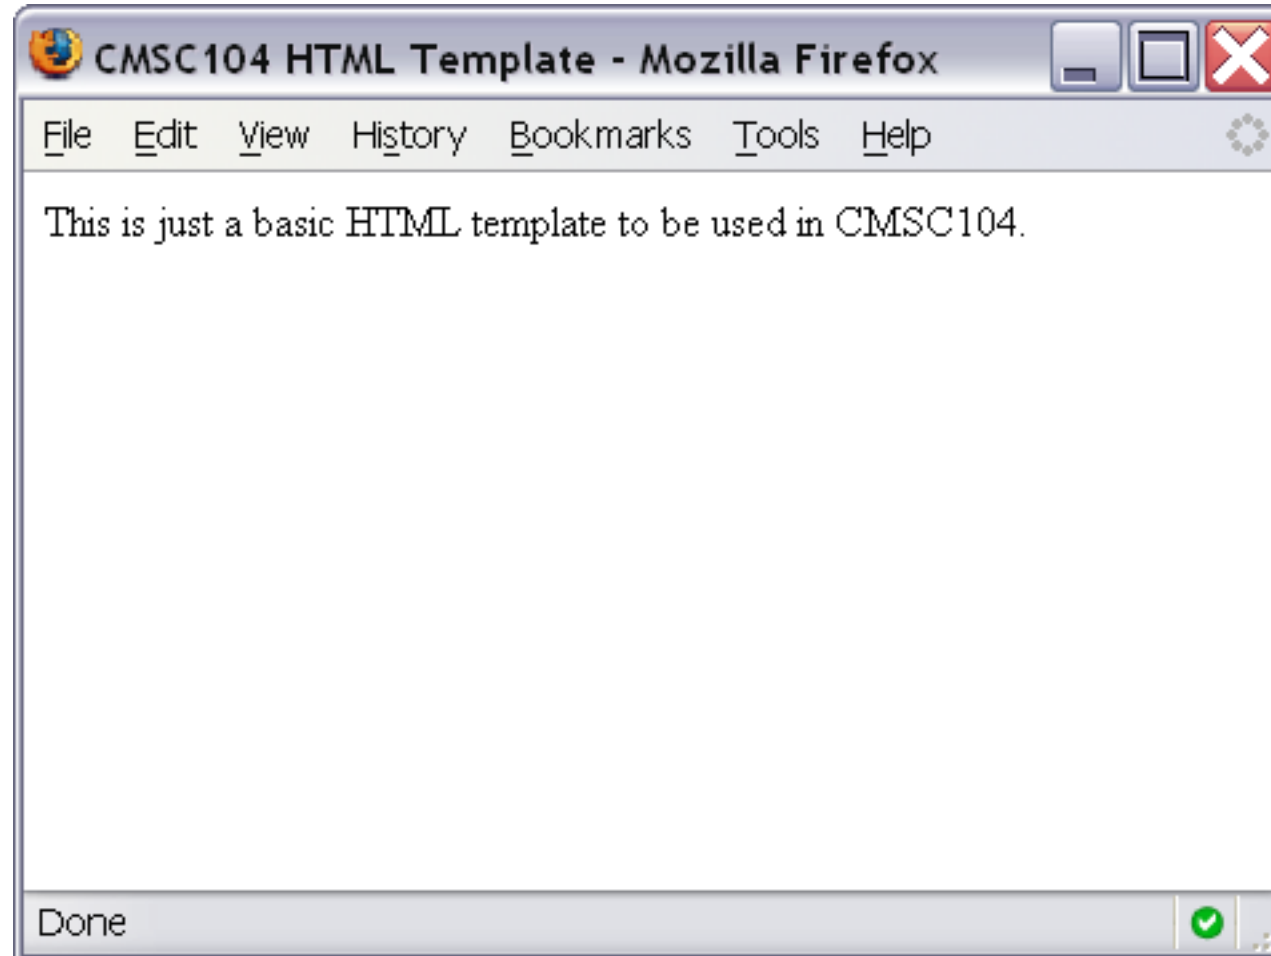 CMSC104 HTML Template - Mozilla Firefox
File Edit View History Bookmarks Tools Help
This is just a basic HTML template to be used in CMSC104.
Done